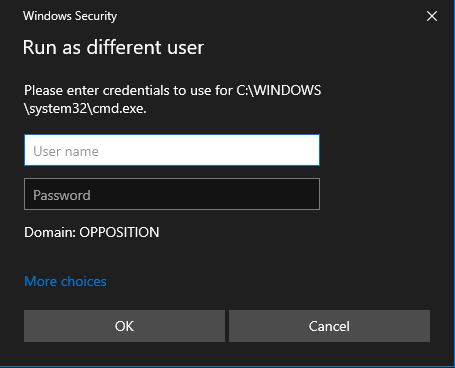 Windows Security
Run as different user
Please enter credentials to use for C:\WINDOWS
\system32\cmd.exe.
User name
Password
Domain: OPPOSITION
More choices
OK
Cancel